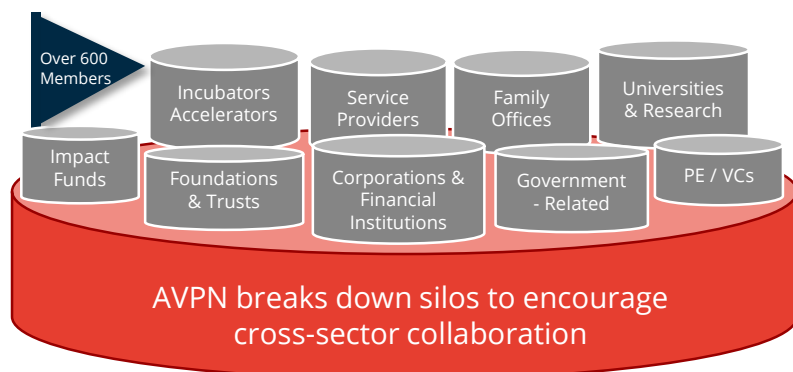 Over 600
Members
Incubators
Accelerators
Service
Providers
Family
Offices
Universities
& Research
Impact
Funds
Foundations
& Trusts
Corporations &
Financial
Institutions
Government
- Related
PE / VCs
AVPN breaks down silos to encourage
cross-sector collaboration